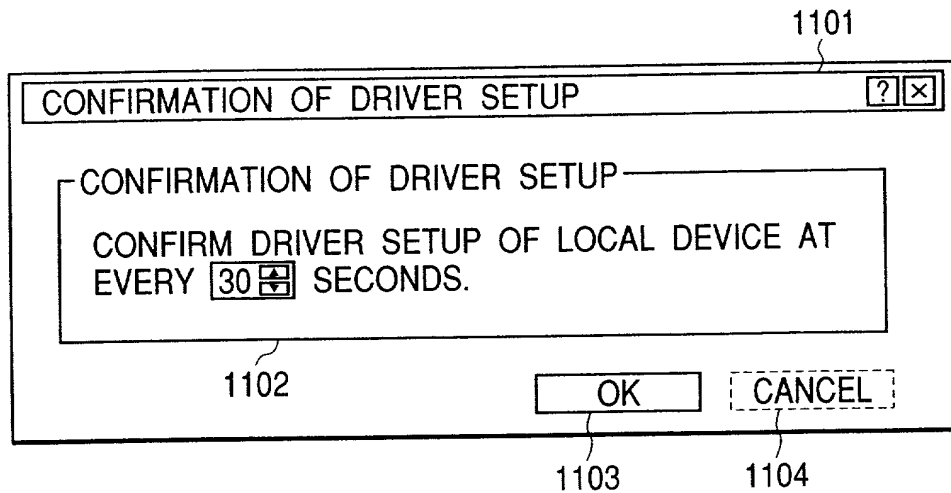 1101
CONFIRMATION OF DRIVER SETUP ? ×
CONFIRMATION OF DRIVER SETUP
CONFIRM DRIVER SETUP OF LOCAL DEVICE AT
EVERY 30 SECONDS.
1102
OK CANCEL
1103 1104